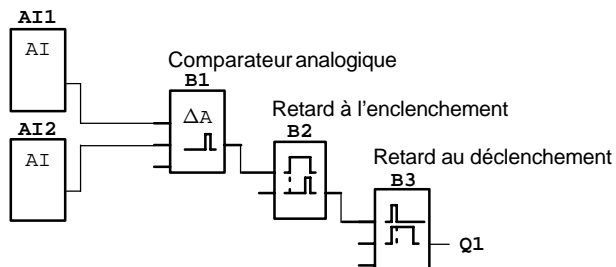 AI1
AI
Comparateur analogique
B1
ΔA
AI2
AI
Retard à l'enclenchement
B2
Retard au déclenchement
B3
Q1